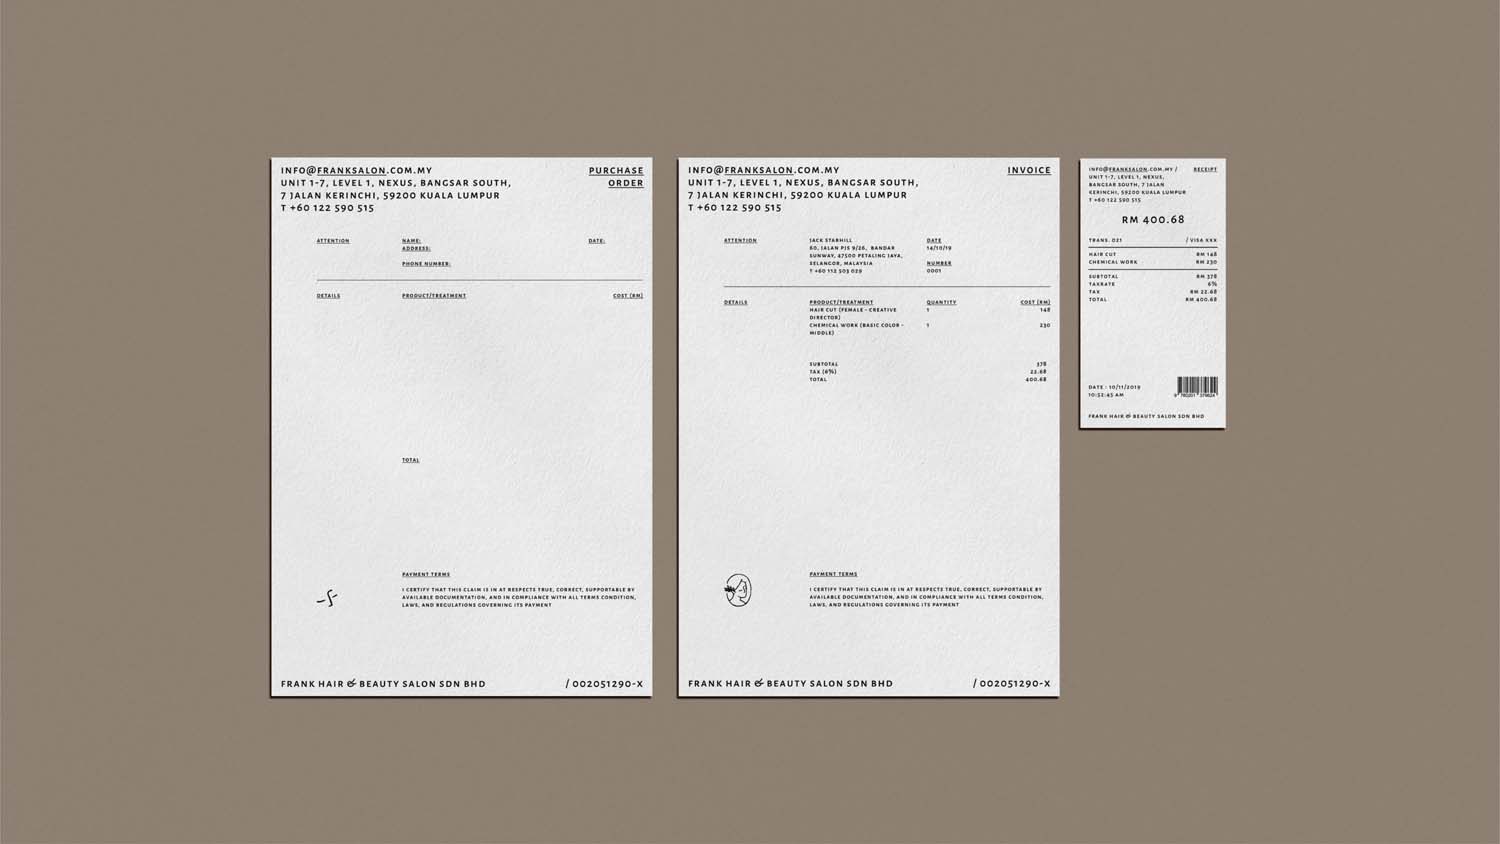 INFO@FRANKSALON.COM.MY
UNIT 1-7, LEVEL 1, NEXUS, BANGSAR SOUTH,
7 JALAN KERINCHI, 59200 KUALA LUMPUR
T +60 122 590 515
PURCHASE
ORDER
ATTENTION
NAME:
ADDRESS:
PHONE NUMBER:
DATE:
DETAILS
PRODUCT/TREATMENT
COST (RM)
TOTAL
PAYMENT TERMS
I CERTIFY THAT THIS CLAIM IS IN AT RESPECTS TRUE, CORRECT, SUPPORTABLE BY
AVAILABLE DOCUMENTATION, AND IN COMPLIANCE WITH ALL TERMS CONDITION,
LAWS, AND REGULATIONS GOVERNING ITS PAYMENT
FRANK HAIR & BEAUTY SALON SDN BHD
/ 002051290-X
INFO@FRANKSALON.COM.MY
UNIT 1-7, LEVEL 1, NEXUS, BANGSAR SOUTH,
7 JALAN KERINCHI, 59200 KUALA LUMPUR
T +60 122 590 515
INVOICE
ATTENTION
JACK STARHILL
60, JALAN PJS 9/26, BANDAR
SUNWAY, 47500 PETALING JAYA,
SELANGOR, MALAYSIA
T +60 112 503 029
DATE
14/10/19
NUMBER
0001
DETAILS
PRODUCT/TREATMENT QUANTITY COST (RM)
HAIR CUT (FEMALE - CREATIVE 1 148
DIRECTOR)
CHEMICAL WORK (BASIC COLOR - 1 230
MIDDLE)
SUBTOTAL 378
TAX (6%) 22.68
TOTAL 400.68
PAYMENT TERMS
I CERTIFY THAT THIS CLAIM IS IN AT RESPECTS TRUE, CORRECT, SUPPORTABLE BY
AVAILABLE DOCUMENTATION, AND IN COMPLIANCE WITH ALL TERMS CONDITION,
LAWS, AND REGULATIONS GOVERNING ITS PAYMENT
FRANK HAIR & BEAUTY SALON SDN BHD
/ 002051290-X
INFO@FRANKSALON.COM.MY /
UNIT 1-7, LEVEL 1, NEXUS,
BANGSAR SOUTH, 7 JALAN
KERINCHI, 59200 KUALA LUMPUR
T +60 122 590 515
RECEIPT
RM 400.68
TRANS. 021 / VISA XXX
HAIR CUT RM 148
CHEMICAL WORK RM 230
SUBTOTAL RM 378
TAXRATE 6%
TAX RM 22.68
TOTAL RM 400.68
DATE : 10/11/2019
10:52:45 AM
9 780201 379624
FRANK HAIR & BEAUTY SALON SDN BHD